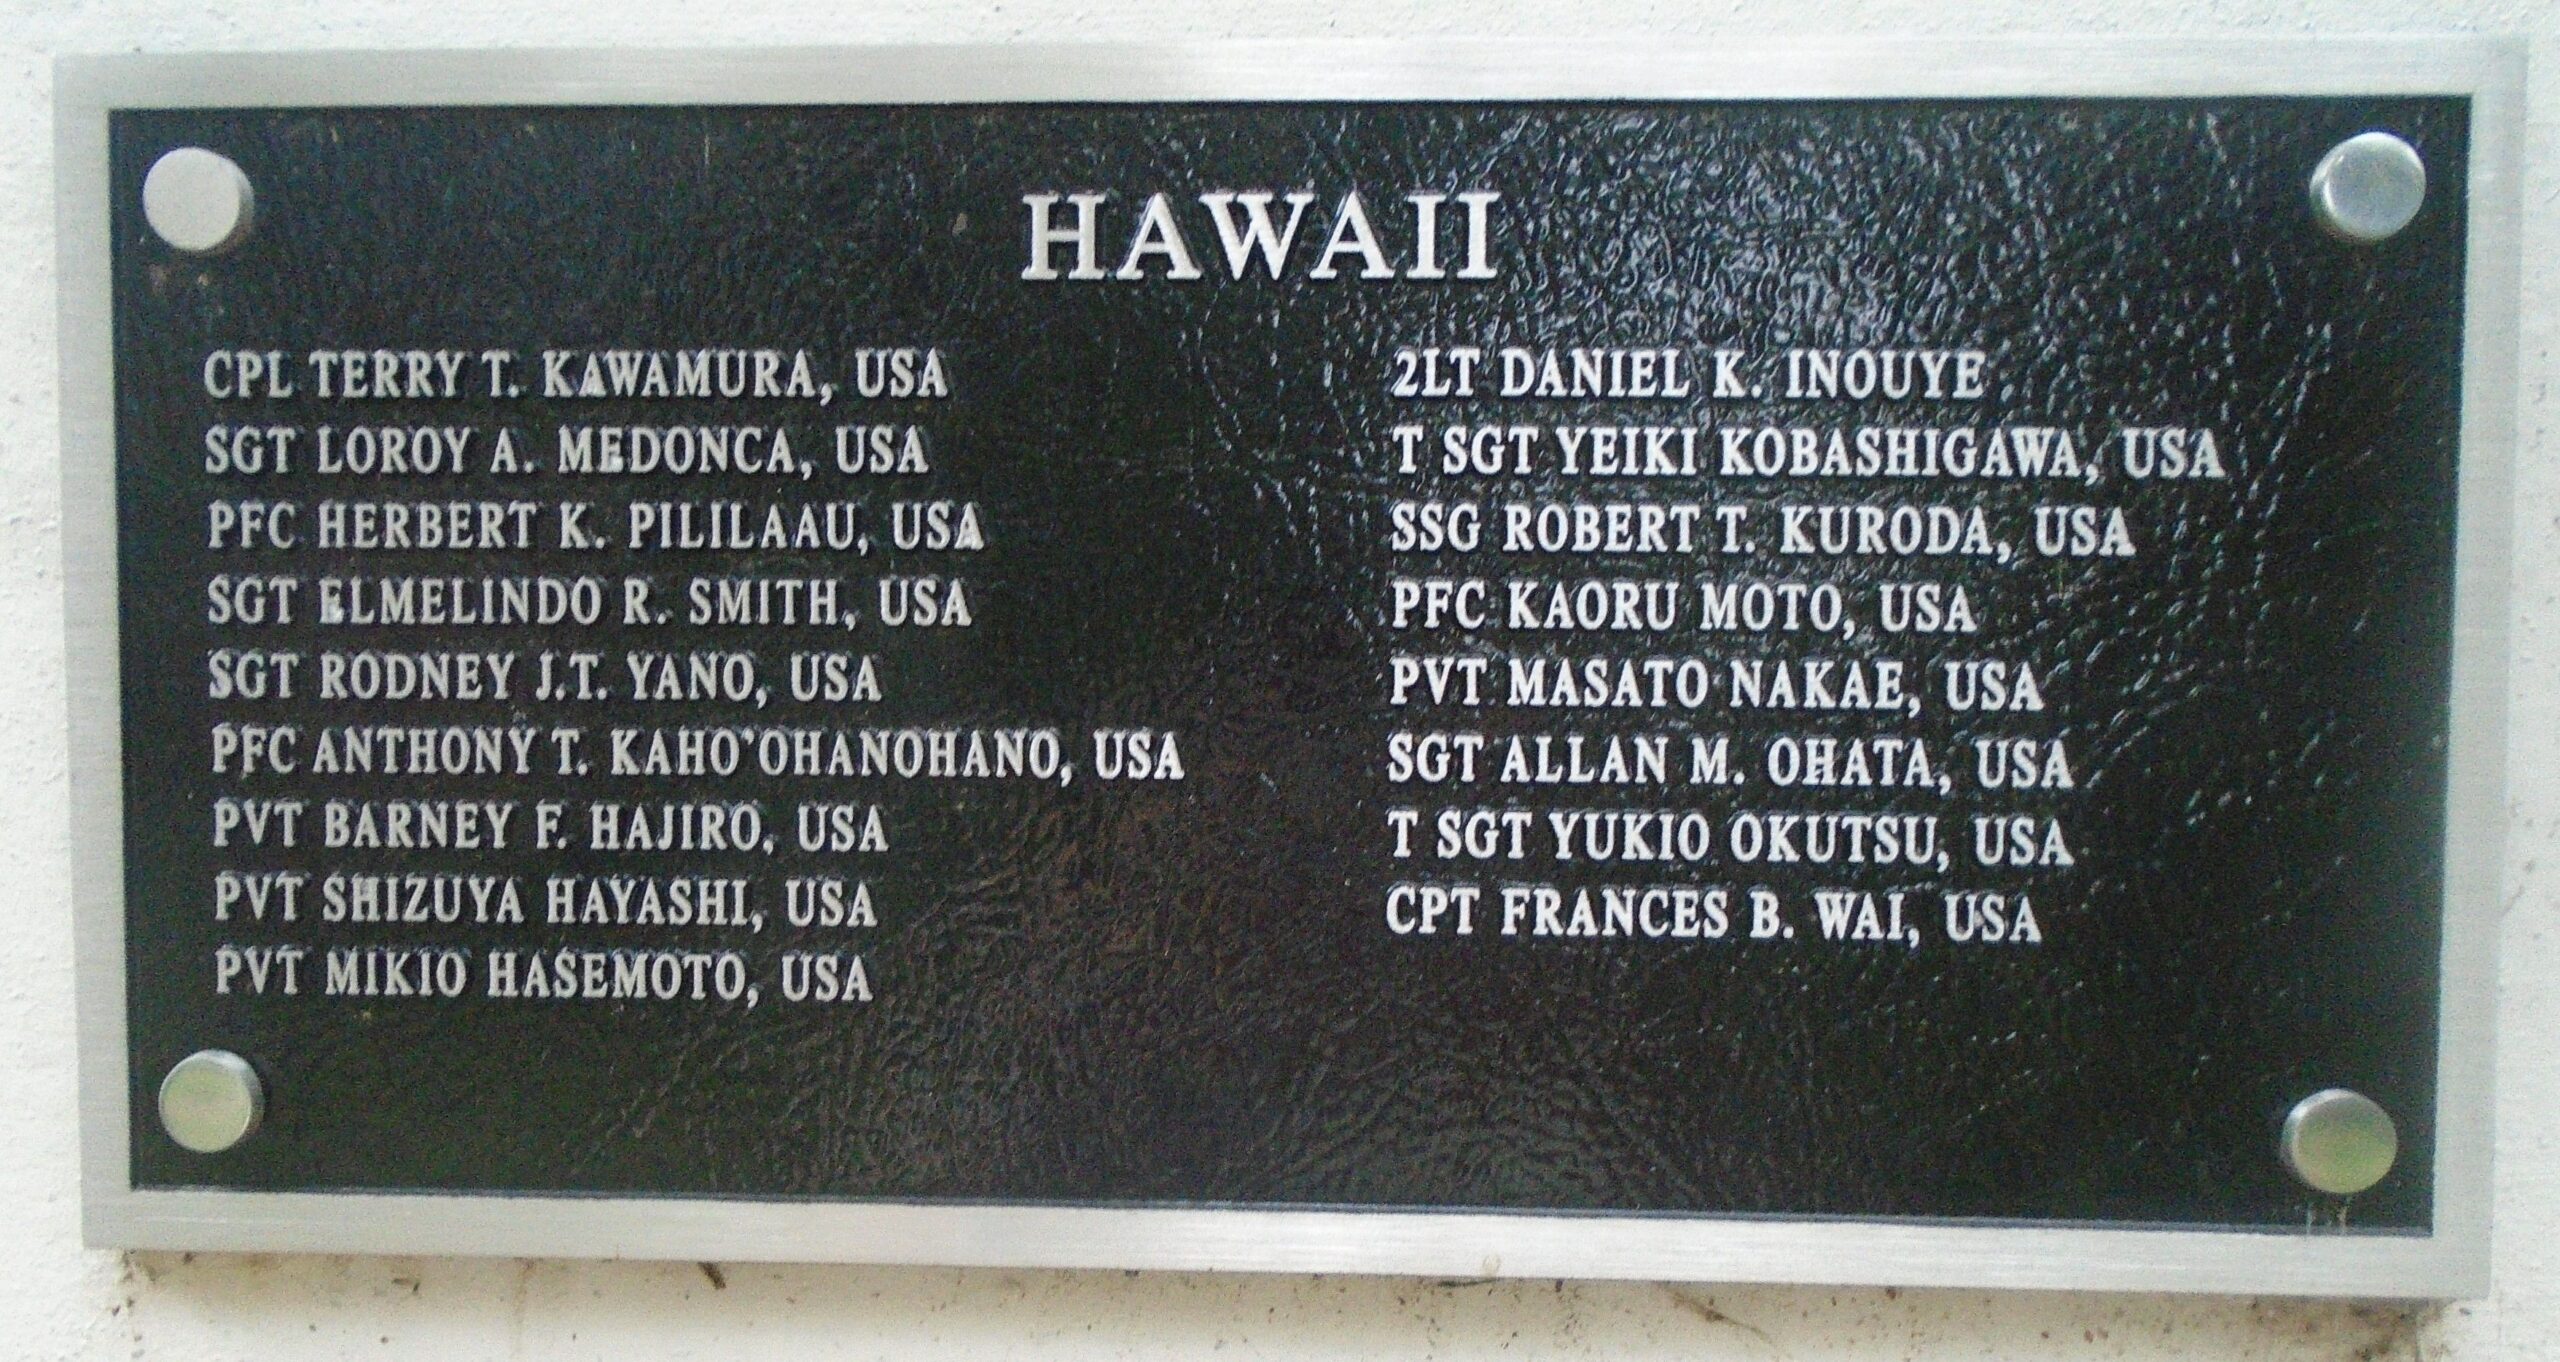 HAWAII
CPL TERRY T. KAWAMURA, USA
SGT LOROY A. MEDONCA, USA
PFC HERBERT K. PILILAAU, USA
SGT ELMELINDO R. SMITH, USA
SGT RODNEY J.T. YANO, USA
PFC ANTHONY T. KAHO'OHANOHANO, USA
PVT BARNEY F. HAJIRO, USA
PVT SHIZUYA HAYASHI, USA
PVT MIKIO HASEMOTO, USA
2LT DANIEL K. INOUYE
T SGT YEIKI KOBASHIGAWA, USA
SSG ROBERT T. KURODA, USA
PFC KAORU MOTO, USA
PVT MASATO NAKAE, USA
SGT ALLAN M. OHATA, USA
T SGT YUKIO OKUTSU, USA
CPT FRANCES B. WAI, USA